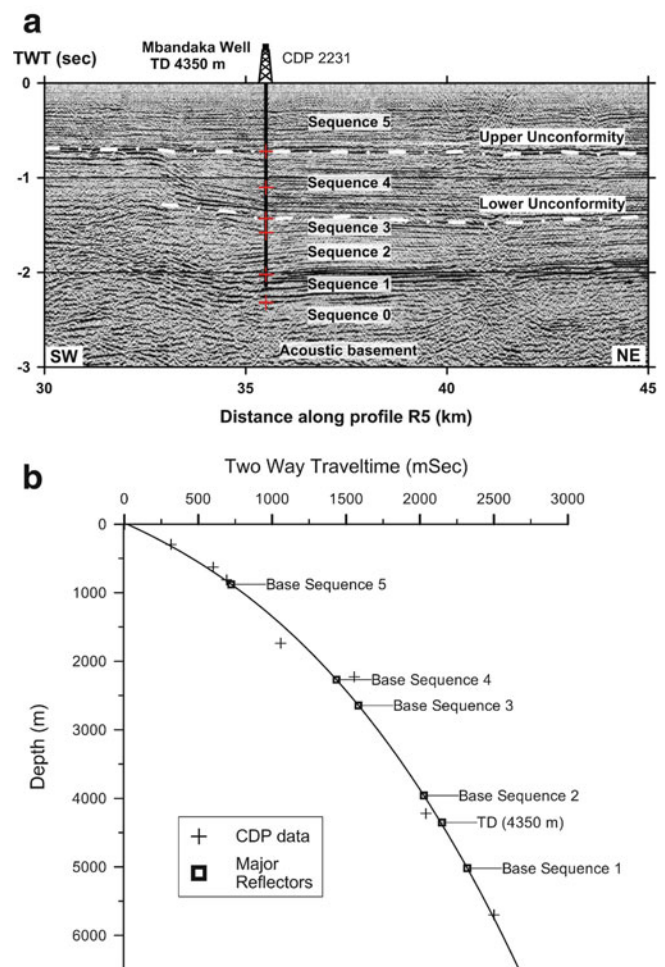 a
Mbandaka Well
TWT (sec)
TD 4350 m
CDP 2231
0
Sequence 5
Upper Unconformity
-1
Sequence 4
Lower Unconformity
Sequence 3
Sequence 2
-2
Sequence 1
Sequence 0
SW
Acoustic basement
NE
-3
30
35
40
45
Distance along profile R5 (km)
b
Two Way Traveltime (mSec)
0 500 1000 1500 2000 2500 3000
0
Base Sequence 5
1000
2000
Base Sequence 4
Base Sequence 3
3000
Depth (m)
Base Sequence 2
4000
TD (4350 m)
CDP data
Base Sequence 1
5000
Major
Reflectors
6000